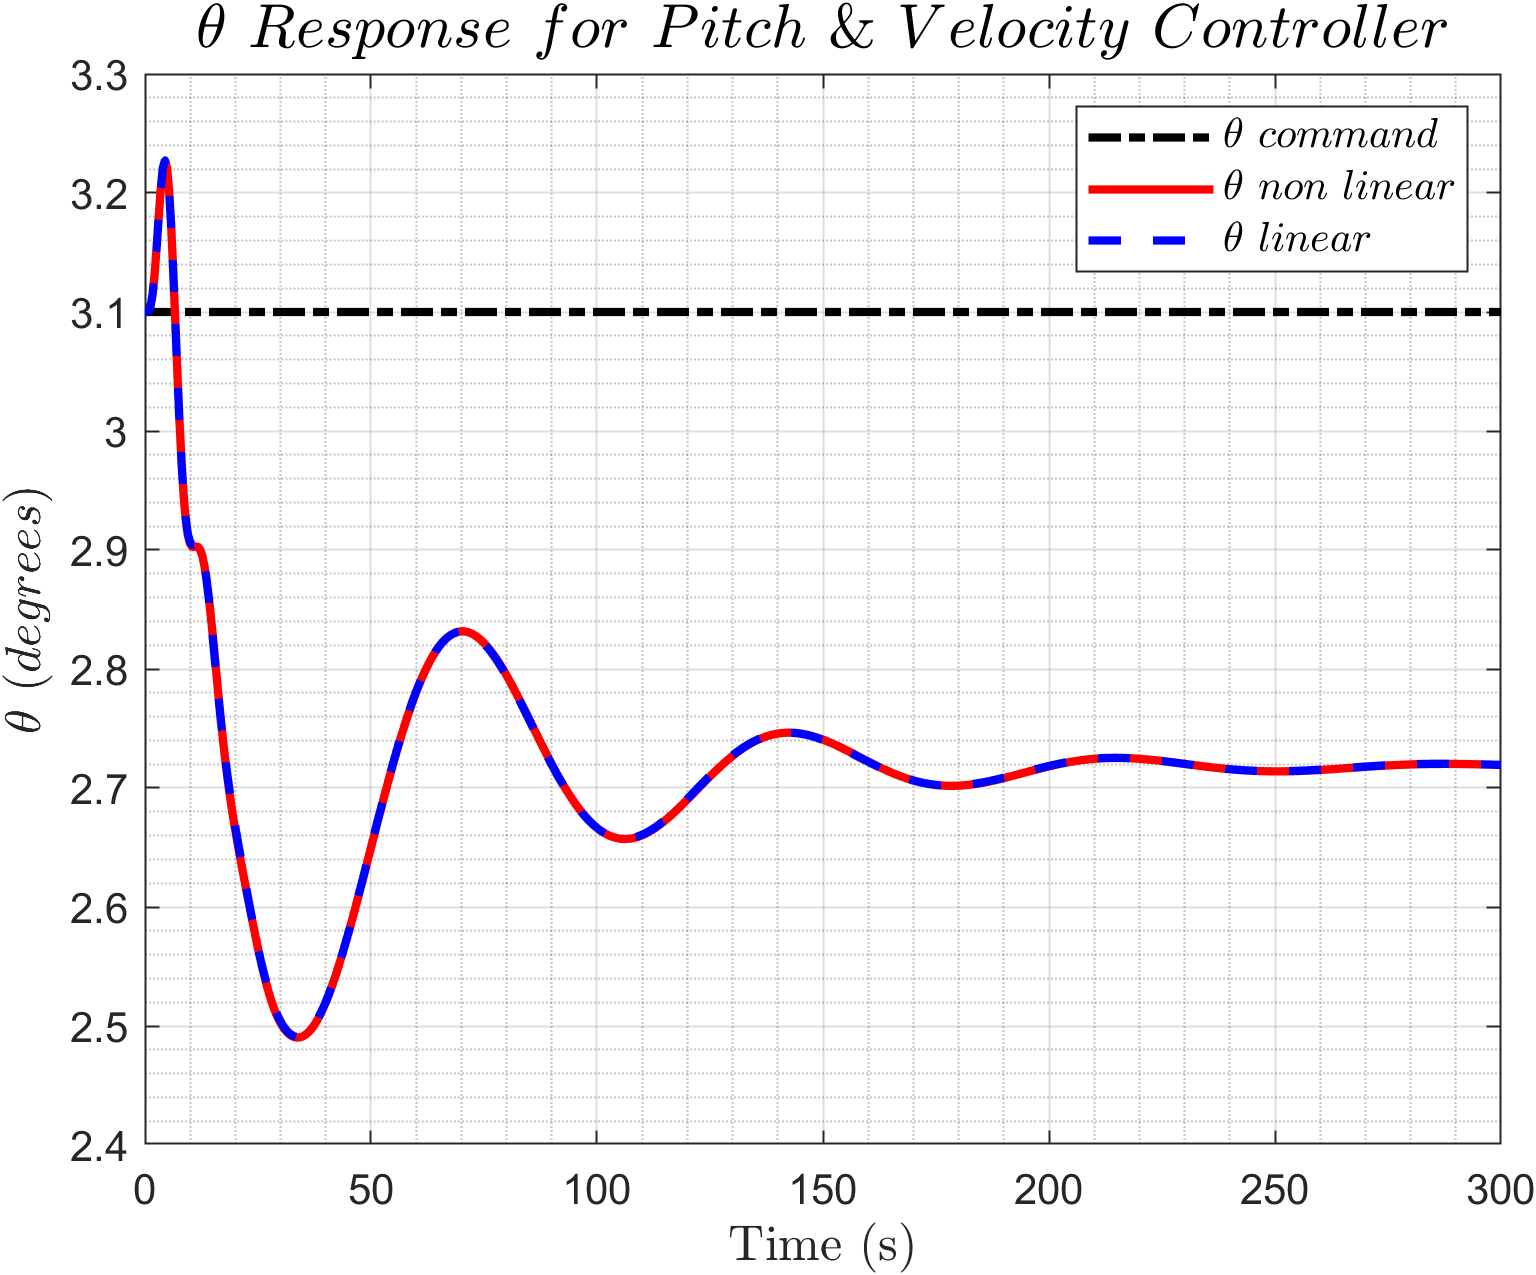 θ Response for Pitch & Velocity Controller
3.3
3.2
3.1
3
2.9
2.8
2.7
2.6
2.5
2.4
θ (degrees)
θ command
θ non linear
θ linear
0 50 100 150 200 250 300
Time (s)